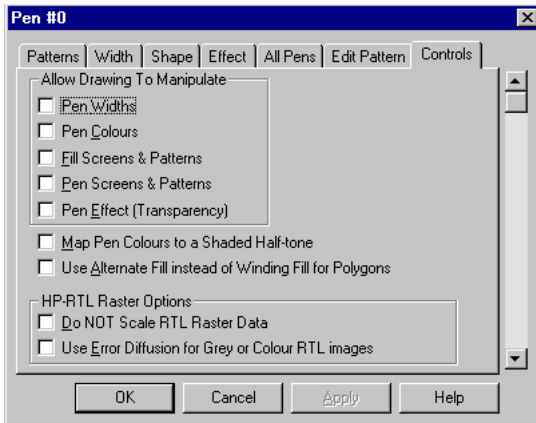 Pen #0
Patterns Width Shape Effect All Pens Edit Pattern Controls
Allow Drawing To Manipulate
Pen Widths
Pen Colours
Fill Screens & Patterns
Pen Screens & Patterns
Pen Effect (Transparency)
Map Pen Colours to a Shaded Half-tone
Use Alternate Fill instead of Winding Fill for Polygons
HP-RTL Raster Options
Do NOT Scale RTL Raster Data
Use Error Diffusion for Grey or Colour RTL images
OK Cancel Apply Help